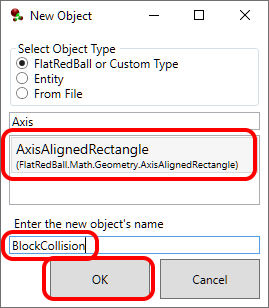 New Object
Select Object Type
FlatRedBall or Custom Type
Entity
From File
Axis
AxisAlignedRectangle
(FlatRedBall.Math.Geometry.AxisAlignedRectangle)
Enter the new object's name
BlockCollision
OK
Cancel